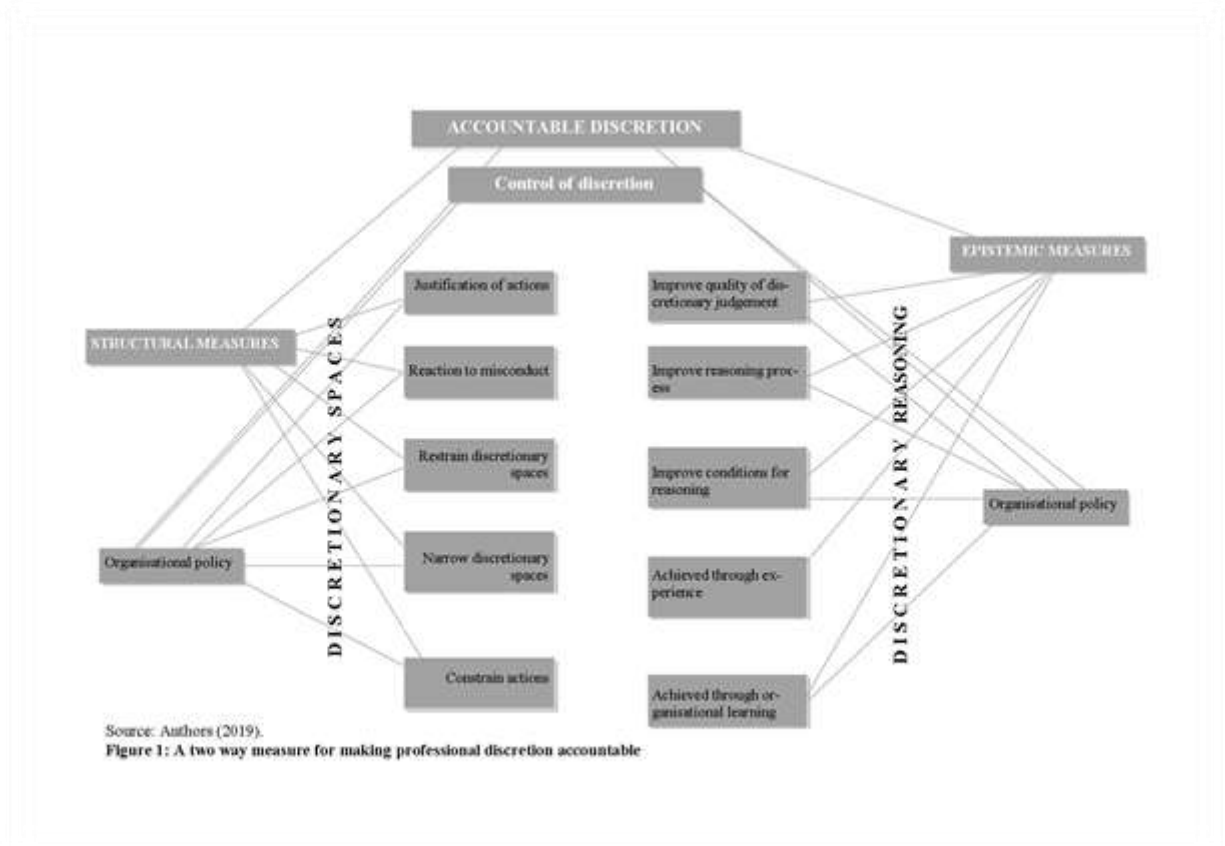 ACCOUNTABLE DISCRETION
Control of discretion
EPISTEMIC MEASURES
STRUCTURAL MEASURES
Justification of actions
Reaction to misconduct
Restrain discretionary
spaces
Narrow discretionary
spaces
Constrain actions
Organisational policy
DISCRETIONARY SPACES
Improve quality of dis-
cretionary judgement
Improve reasoning proc-
ess
Improve conditions for
reasoning
Achieved through ex-
perience
Achieved through or-
ganisational learning
DISCRETIONARY REASONING
Organisational policy
Source: Authors (2019).
Figure 1: A two way measure for making professional discretion accountable